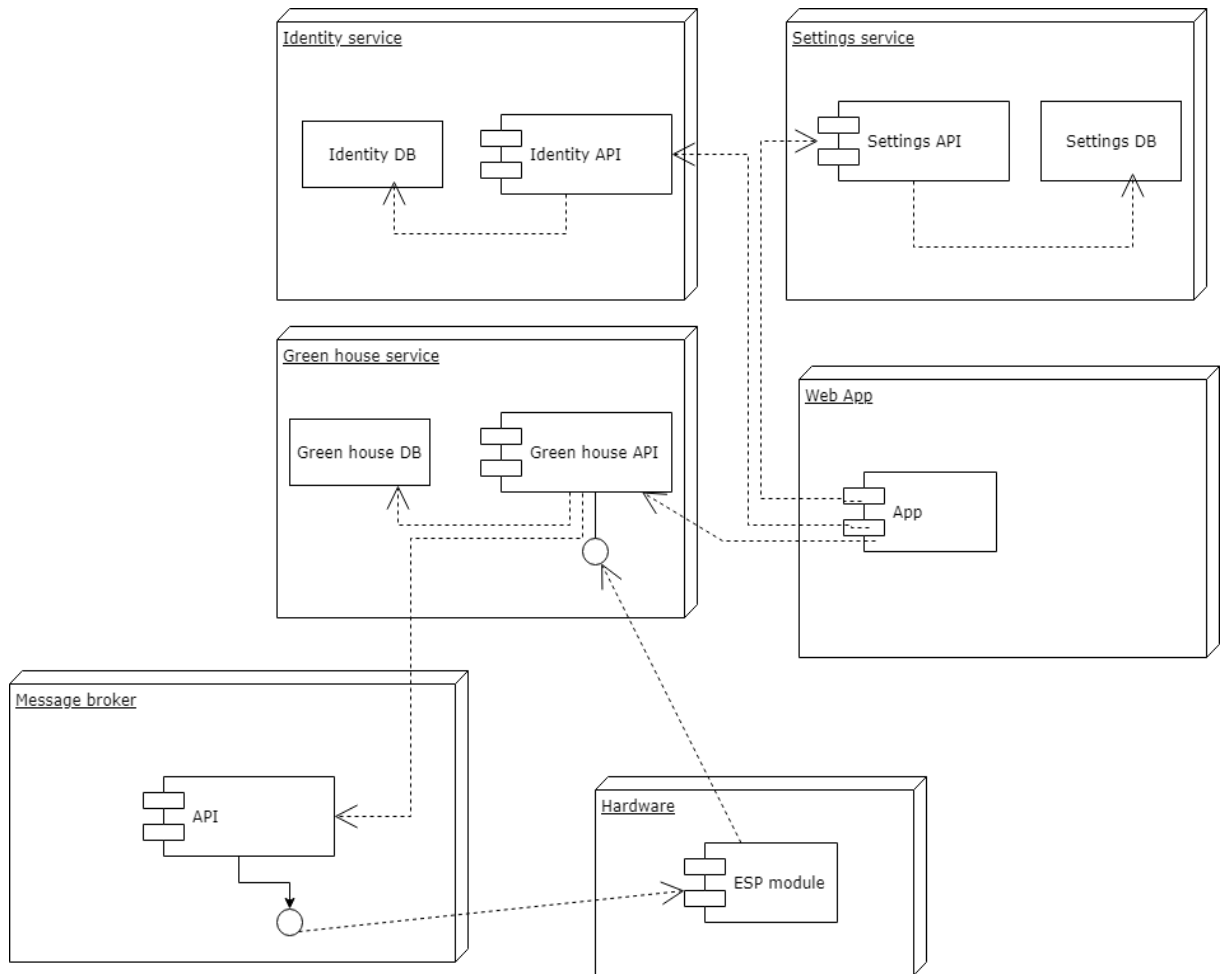 Identity service
Identity DB
Identity API
Settings service
Settings API
Settings DB
Green house service
Green house DB
Green house API
Web App
App
Message broker
API
Hardware
ESP module